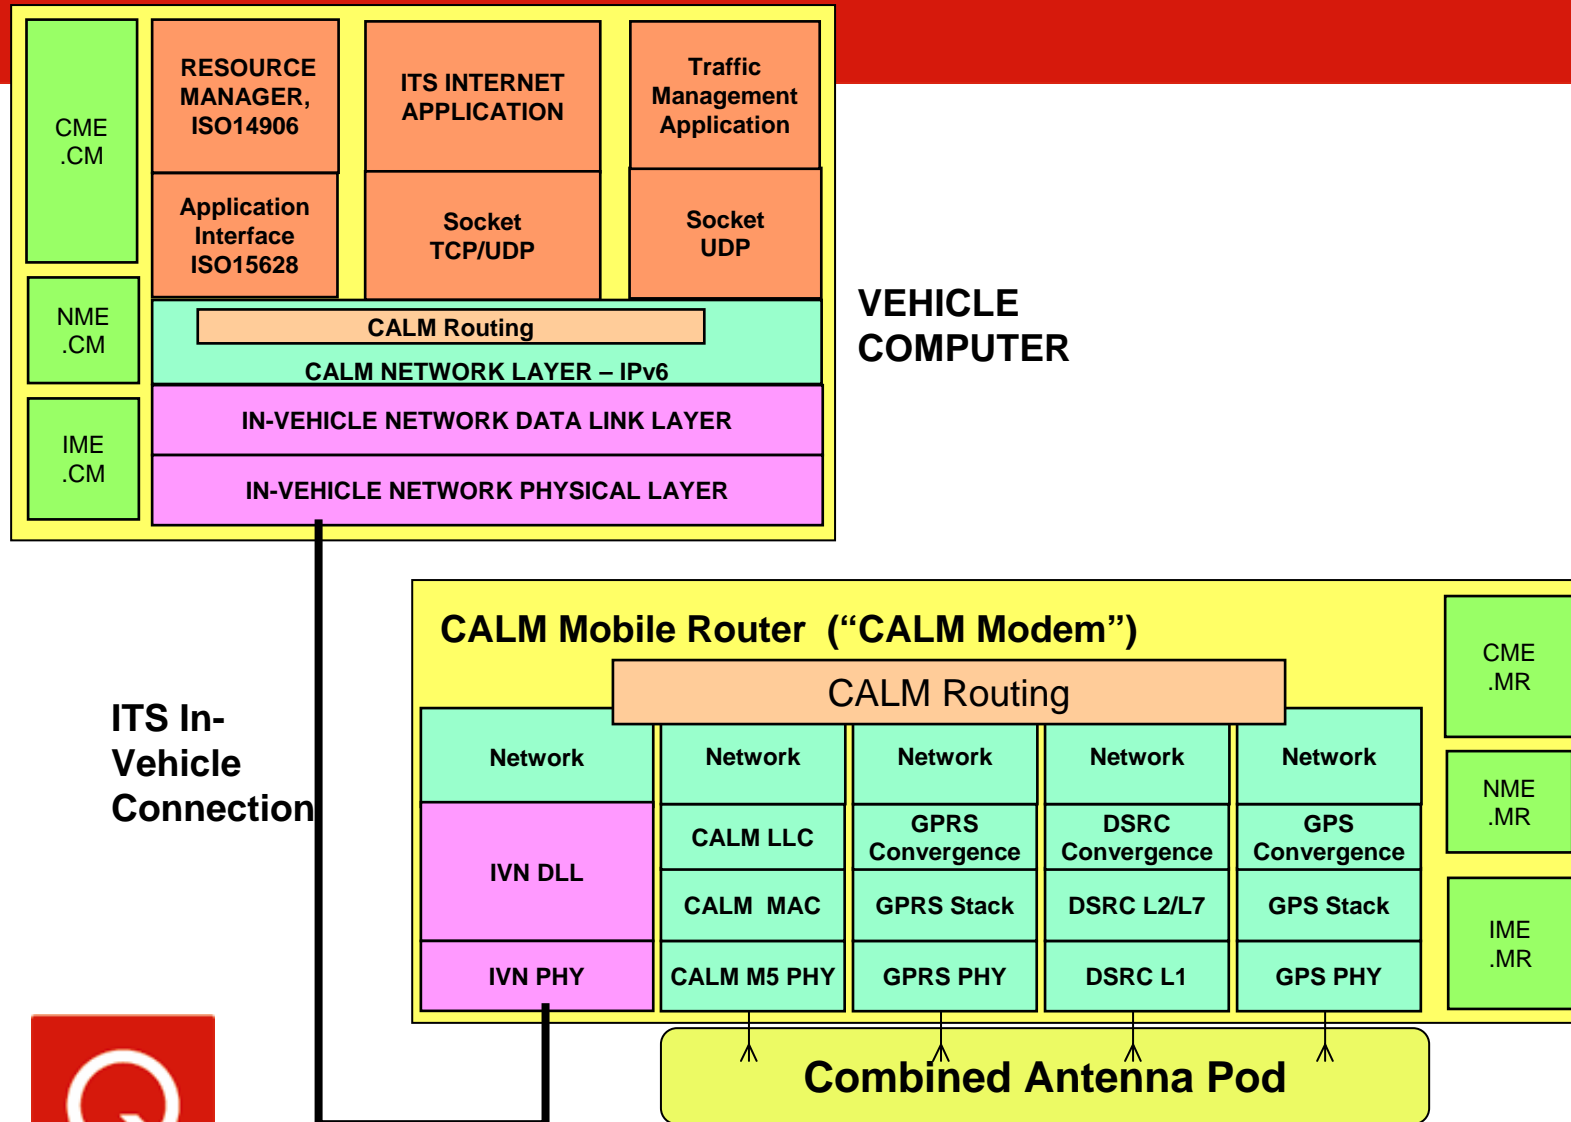 CME
.CM
RESOURCE
MANAGER,
ISO14906
ITS INTERNET
APPLICATION
Traffic
Management
Application
Application
Interface
ISO15628
Socket
TCP/UDP
Socket
UDP
NME
.CM
CALM Routing
CALM NETWORK LAYER – IPv6
IME
.CM
IN-VEHICLE NETWORK DATA LINK LAYER
IN-VEHICLE NETWORK PHYSICAL LAYER
VEHICLE
COMPUTER
ITS In-
Vehicle
Connection
CALM Mobile Router (“CALM Modem”)
CALM Routing
Network
Network
Network
Network
Network
IVN DLL
CALM LLC
GPRS
Convergence
DSRC
Convergence
GPS
Convergence
CALM MAC
GPRS Stack
DSRC L2/L7
GPS Stack
IVN PHY
CALM M5 PHY
GPRS PHY
DSRC L1
GPS PHY
CME
.MR
NME
.MR
IME
.MR
Combined Antenna Pod